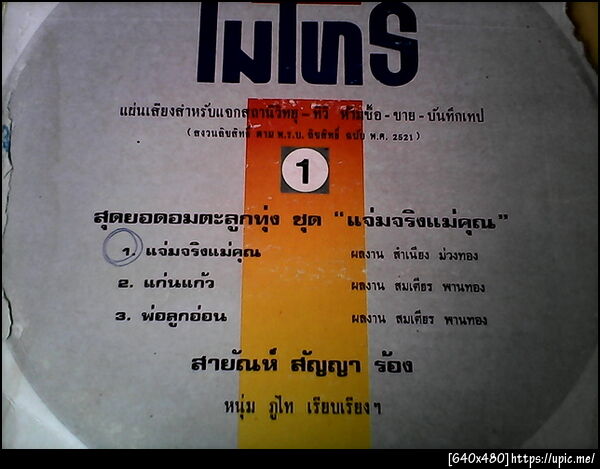 ไมโทร
แผ่นเสียงสำหรับแจกสถานีวิทยุ - ทีวี ห้ามซื้อ - ขาย - บันทึกเทป
( สงวนลิขสิทธิ์ ตาม พ.ร.บ. ลิขสิทธิ์ ฉบับ พ.ศ. 2521 )
1
สุดยอดอมตะลูกทุ่ง ชุด "แจ่มจริงแม่คุณ"
1. แจ่มจริงแม่คุณ ผลงาน สำเนียง ม่วงทอง
2. แก่นแก้ว ผลงาน สมเศียร พานทอง
3. พ่อลูกอ่อน ผลงาน สมเศียร พานทอง
สายัณห์ สัญญา ร้อง
หนุ่ม ภูไท เรียบเรียงฯ
[640x480]https://upic.me/